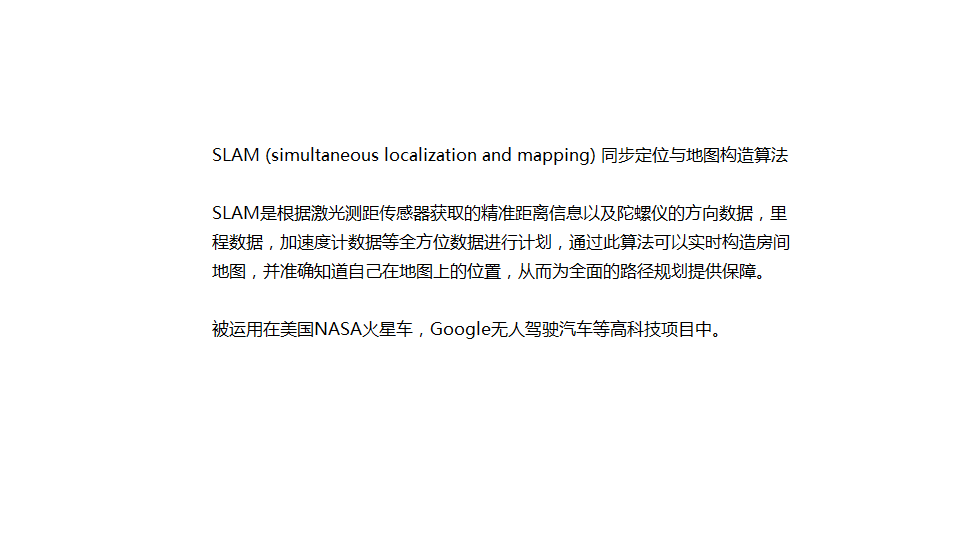 SLAM (simultaneous localization and mapping) 同步定位与地图构造算法
SLAM是根据激光测距传感器获取的精准距离信息以及陀螺仪的方向数据，里
程数据，加速度计数据等全方位数据进行计划，通过此算法可以实时构造房间
地图，并准确知道自己在地图上的位置，从而为全面的路径规划提供保障。
被运用在美国NASA火星车，Google无人驾驶汽车等高科技项目中。